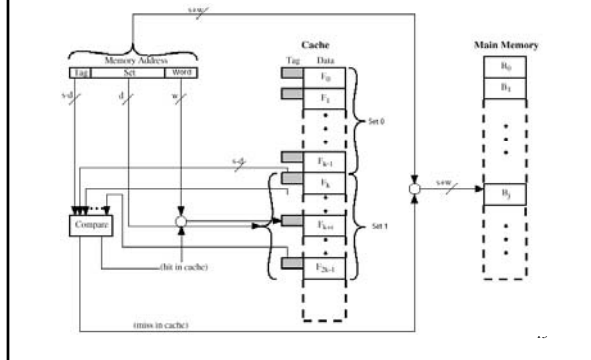 s+w
Cache
Main Memory
Memory Address
Tag Data
Tag Set Word
F0
B0
F1
B1
s-d
d
w
Set 0
s-d
Fk-1
Fk
s+w
Bj
Compare
Fk+i
Set 1
(hit in cache)
F2k-1
(miss in cache)